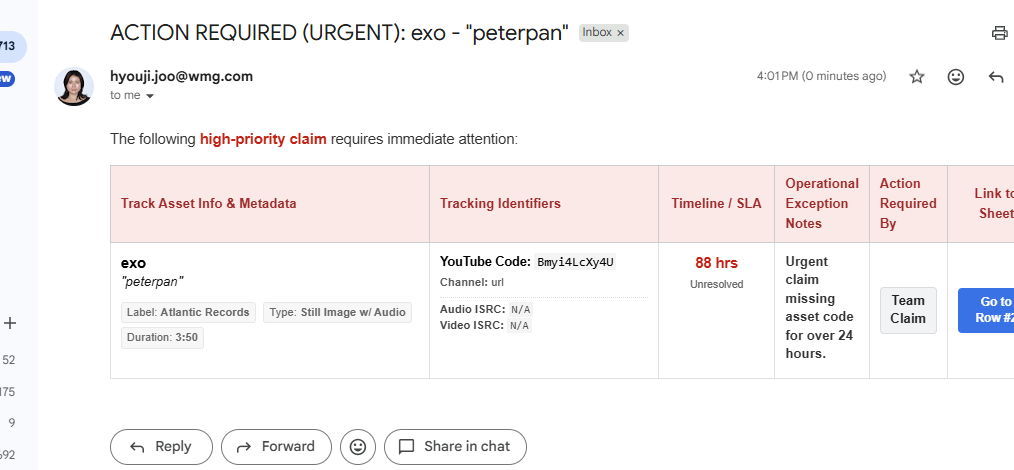 713
ew
52
175
9
692
ACTION REQUIRED (URGENT): exo - "peterpan" Inbox ×
hyouji.joo@wmg.com
to me
4:01 PM (0 minutes ago)
The following high-priority claim requires immediate attention:
Track Asset Info & Metadata
Tracking Identifiers
Timeline / SLA
Operational
Exception
Notes
Action
Required
By
Link to
Sheet
exo
"peterpan"
Label: Atlantic Records
Type: Still Image w/ Audio
Duration: 3:50
YouTube Code: Bmyi4LcXy4U
Channel: url
Audio ISRC: N/A
Video ISRC: N/A
88 hrs
Unresolved
Urgent
claim
missing
asset code
for over 24
hours.
Team
Claim
Go to
Row #2
Reply
Forward
Share in chat